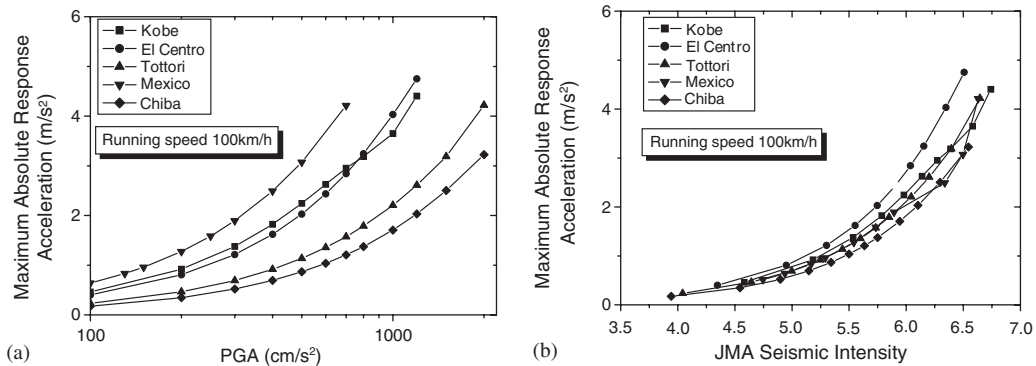 6
4
2
0
100
1000
Maximum Absolute Response
Acceleration (m/s²)
PGA (cm/s²)
Kobe
El Centro
Tottori
Mexico
Chiba
Running speed 100km/h
(a)
6
4
2
0
3.5 4.0 4.5 5.0 5.5 6.0 6.5 7.0
Maximum Absolute Response
Acceleration (m/s²)
JMA Seismic Intensity
Kobe
El Centro
Tottori
Mexico
Chiba
Running speed 100km/h
(b)